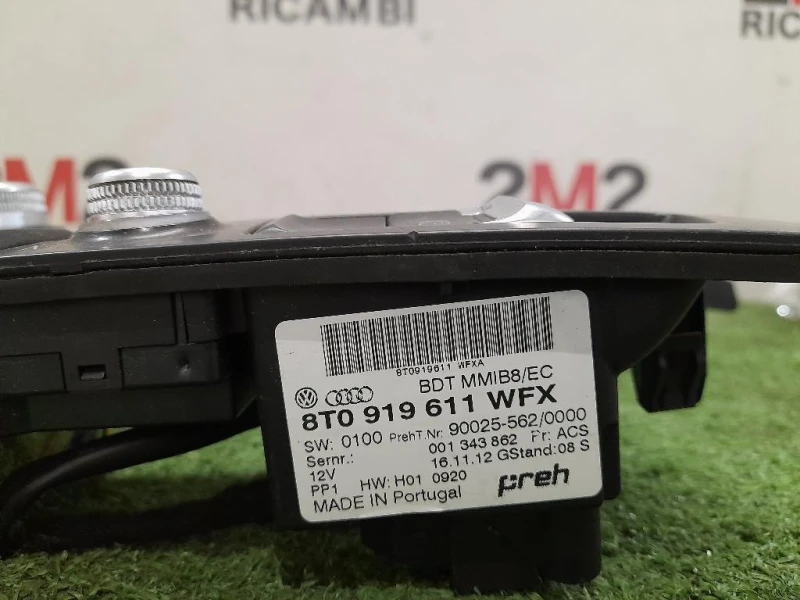 RICAMBI
RICAMBI
2M2
2M2
8T0919611 WFXA
BDT MMIB8/EC
8T0 919 611 WFX
SW: 0100 PrehT.Nr: 90025-562/0000
Sernr.: 001 343 862 Pr: ACS
12V 16.11.12 GStand: 08 S
PP1 HW: H01 0920
MADE IN Portugal
preh